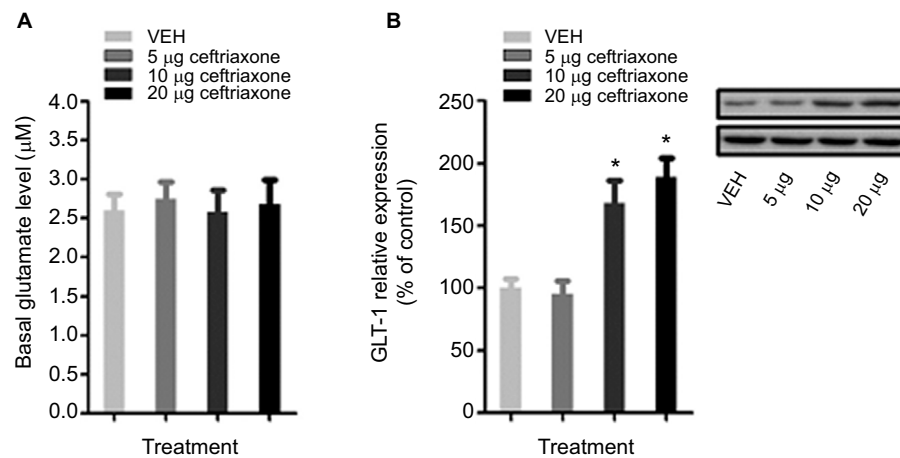 A
VEH
5 μg ceftriaxone
10 μg ceftriaxone
20 μg ceftriaxone
Basal glutamate level (μM)
4.0
3.5
3.0
2.5
2.0
1.5
1.0
0.5
0.0
Treatment
B
VEH
5 μg ceftriaxone
10 μg ceftriaxone
20 μg ceftriaxone
GLT-1 relative expression
(% of control)
250
200
150
100
50
0
*
*
Treatment
VEH
5 μg
10 μg
20 μg